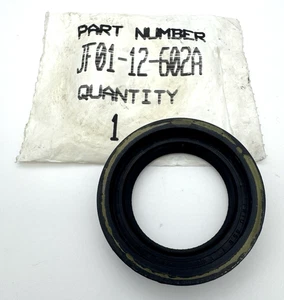 PART NUMBER
JF01-12-602A
QUANTITY
1